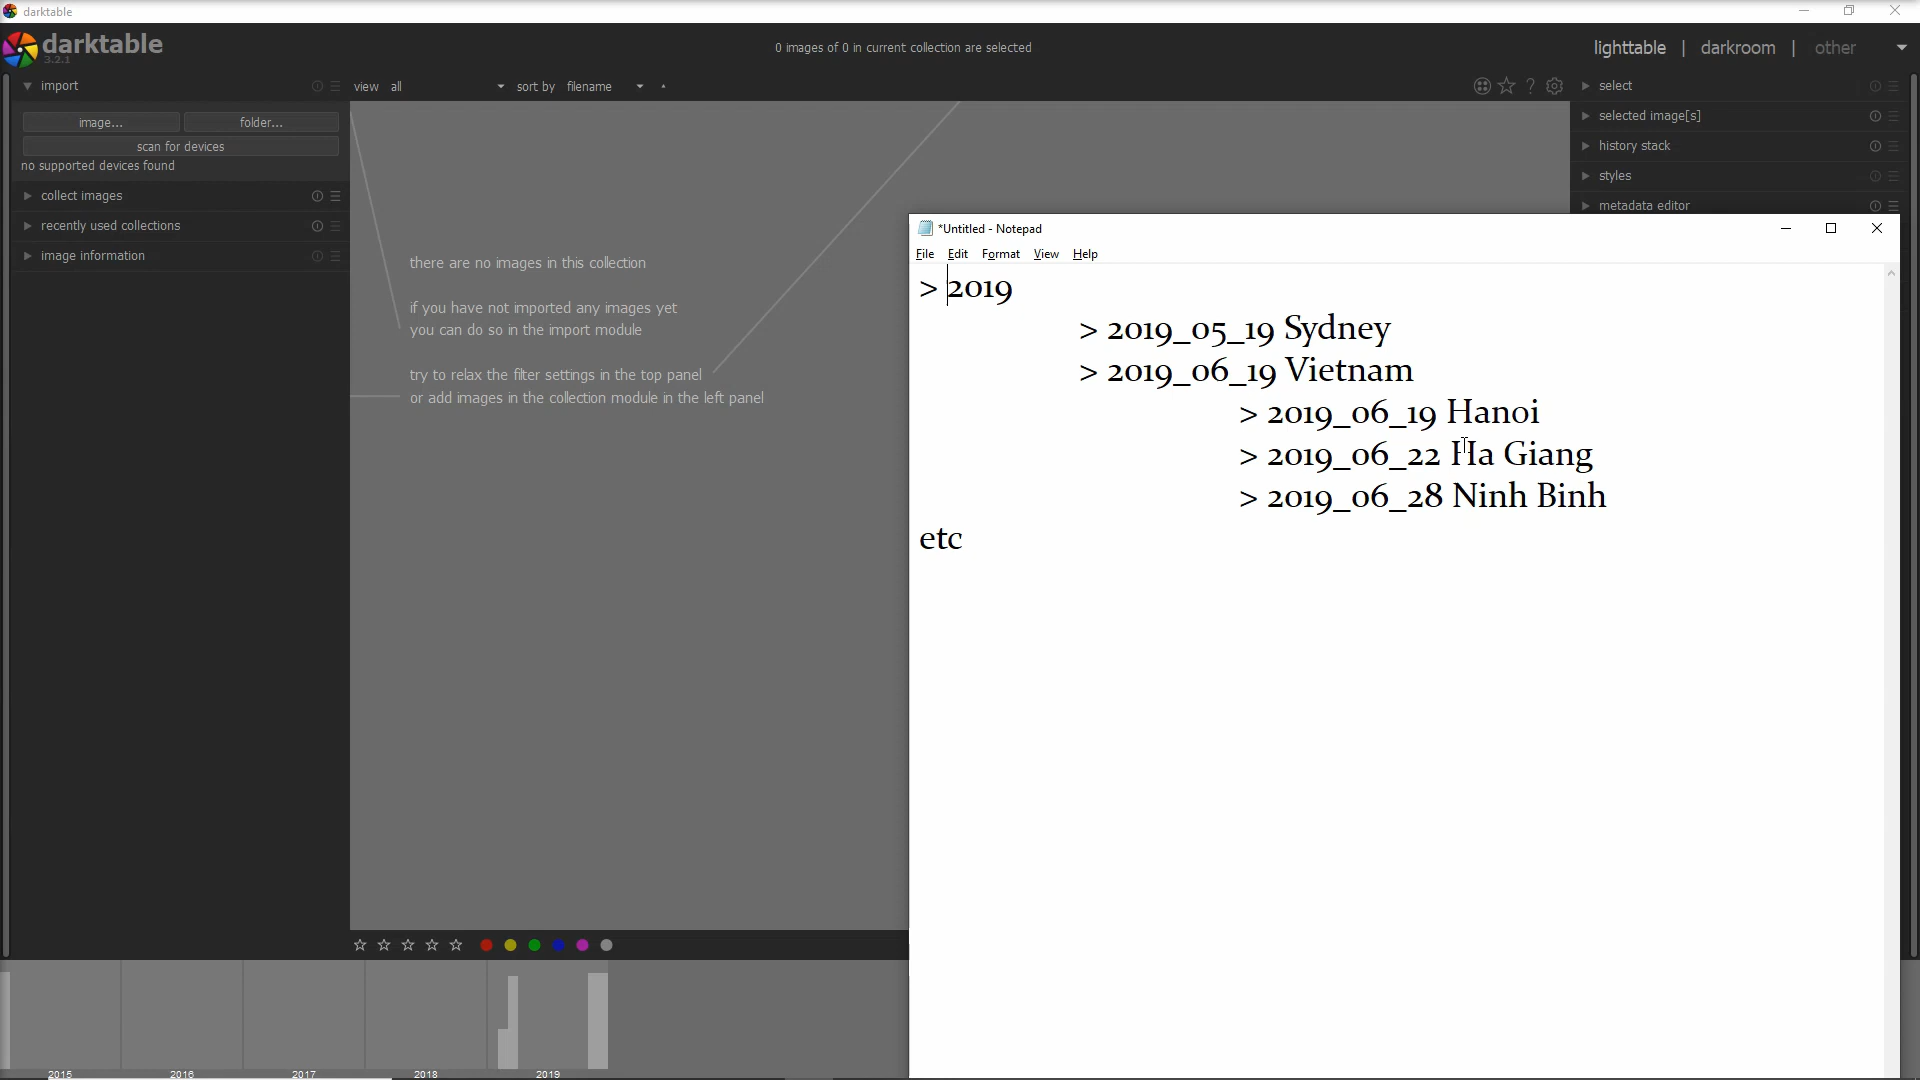 darktable
darktable
3.2.1
0 images of 0 in current collection are selected
lighttable | darkroom | other
import
view all sort by filename
select
image... folder...
scan for devices
no supported devices found
collect images
recently used collections
image information
selected image[s]
history stack
styles
metadata editor
there are no images in this collection
if you have not imported any images yet
you can do so in the import module
try to relax the filter settings in the top panel
or add images in the collection module in the left panel
*Untitled - Notepad
File Edit Format View Help
> 2019
> 2019_05_19 Sydney
> 2019_06_19 Vietnam
> 2019_06_19 Hanoi
> 2019_06_22 Ha Giang
> 2019_06_28 Ninh Binh
etc
2015 2016 2017 2018 2019